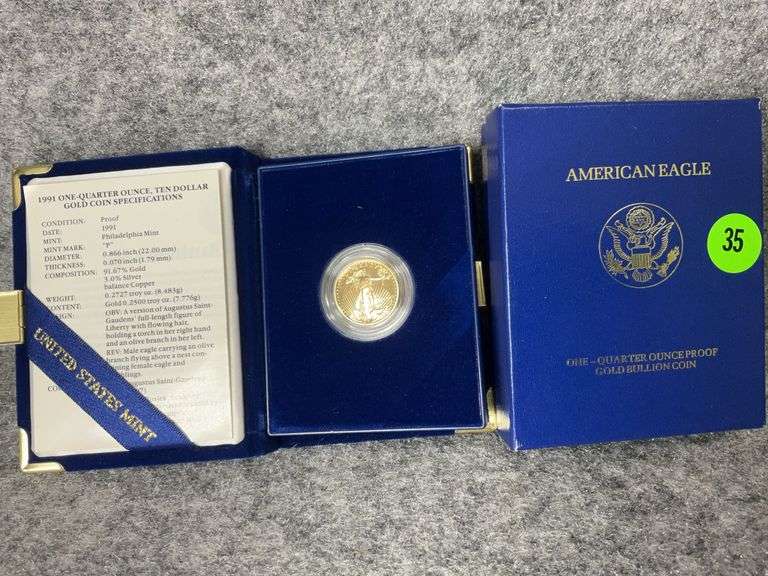 1991 ONE-QUARTER OUNCE, TEN DOLLAR
GOLD COIN SPECIFICATIONS
CONDITION: Proof
DATE: 1991
MINT: Philadelphia Mint
MINT MARK: "P"
DIAMETER: 0.866 inch (22.00 mm)
THICKNESS: 0.070 inch (1.79 mm)
COMPOSITION: 91.67% Gold
3.0% Silver
balance Copper
WEIGHT: 0.2727 troy oz. (8.483g)
CONTENT: Gold 0.2500 troy oz. (7.776g)
OBV: A version of Augustus Saint-
Gaudens' full-length figure of
Liberty with flowing hair,
holding a torch in her right hand
and an olive branch in her left.
REV: Male eagle carrying an olive
branch flying above a nest con-
female eagle and
UNITED STATES MINT
AMERICAN EAGLE
35
ONE-QUARTER OUNCE PROOF
GOLD BULLION COIN